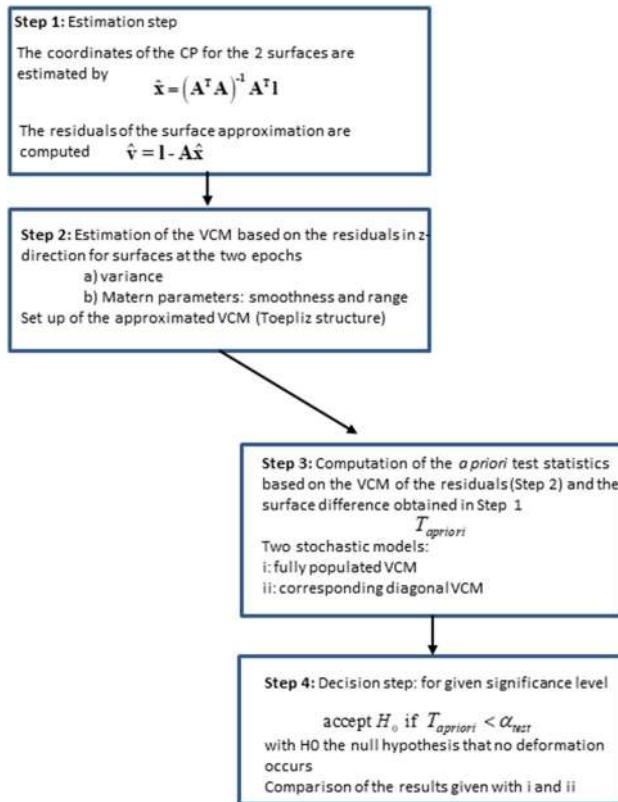 Step 1: Estimation step
The coordinates of the CP for the 2 surfaces are
estimated by
x̂ = (AᵀA)⁻¹ Aᵀl
The residuals of the surface approximation are
computed v̂ = l - Ax̂
Step 2: Estimation of the VCM based on the residuals in z-
direction for surfaces at the two epochs
a) variance
b) Matern parameters: smoothness and range
Set up of the approximated VCM (Toepliz structure)
Step 3: Computation of the a priori test statistics
based on the VCM of the residuals (Step 2) and the
surface difference obtained in Step 1
T_apriori
Two stochastic models:
i: fully populated VCM
ii: corresponding diagonal VCM
Step 4: Decision step: for given significance level
accept H₀ if T_apriori < α_test
with H0 the null hypothesis that no deformation
occurs
Comparison of the results given with i and ii